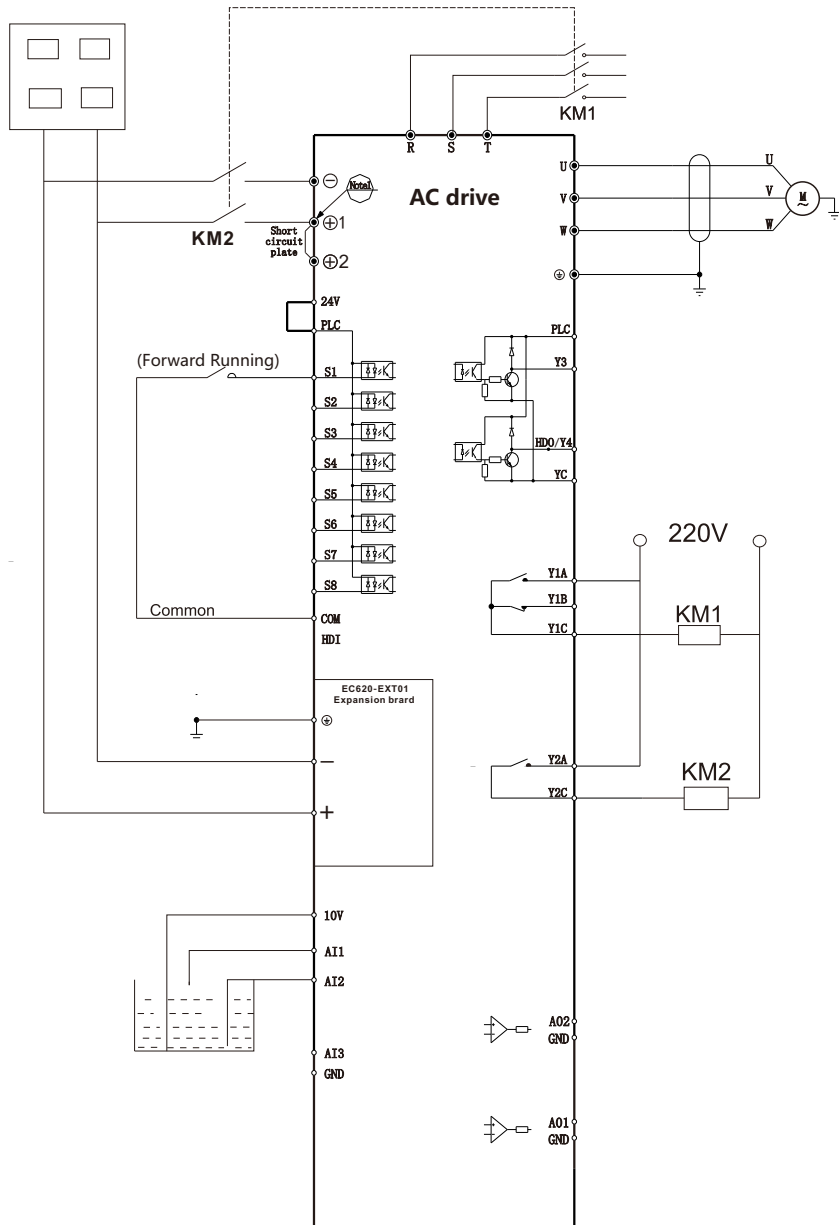 KM1
R S T
AC drive
⊖
Note1
⊕1
KM2
Short
circuit
plate
⊕2
U
V
W
U
V
W
M
~
24V
PLC
(Forward Running)
S1
S2
S3
S4
S5
S6
S7
S8
Common
COM
HDI
PLC
Y3
HDO/Y4
YC
220V
Y1A
Y1B
Y1C
KM1
EC620-EXT01
Expansion brard
−
+
Y2A
Y2C
KM2
10V
AI1
AI2
AI3
GND
AO2
GND
AO1
GND